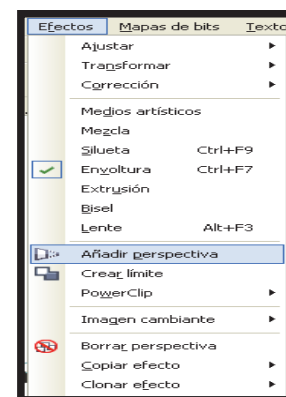 Efectos Mapas de bits Texto
Ajustar
Transformar
Corrección
Medios artísticos
Mezcla
Silueta Ctrl+F9
Envoltura Ctrl+F7
Extrusión
Bisel
Lente Alt+F3
Añadir perspectiva
Crear límite
PowerClip
Imagen cambiante
Borrar perspectiva
Copiar efecto
Clonar efecto